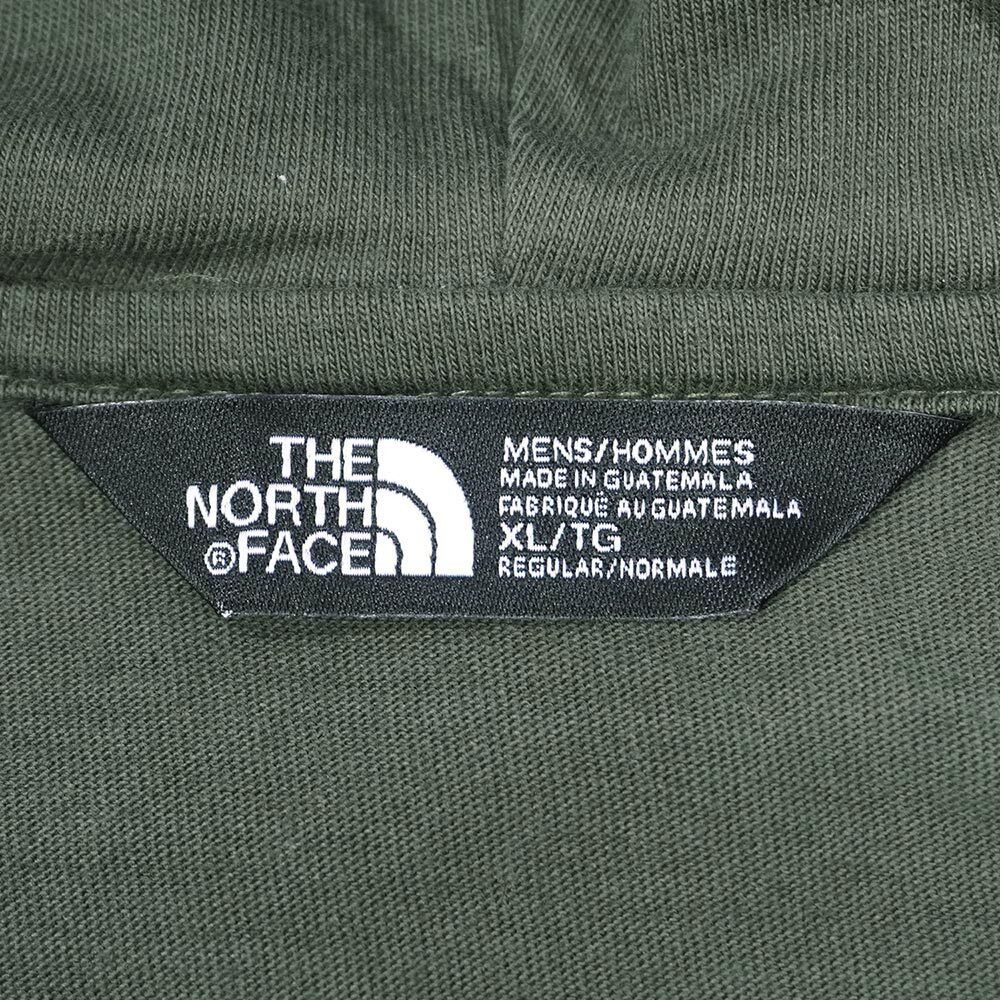 THE
NORTH
®FACE
MENS/HOMMES
MADE IN GUATEMALA
FABRIQUÉ AU GUATEMALA
XL/TG
REGULAR/NORMALE